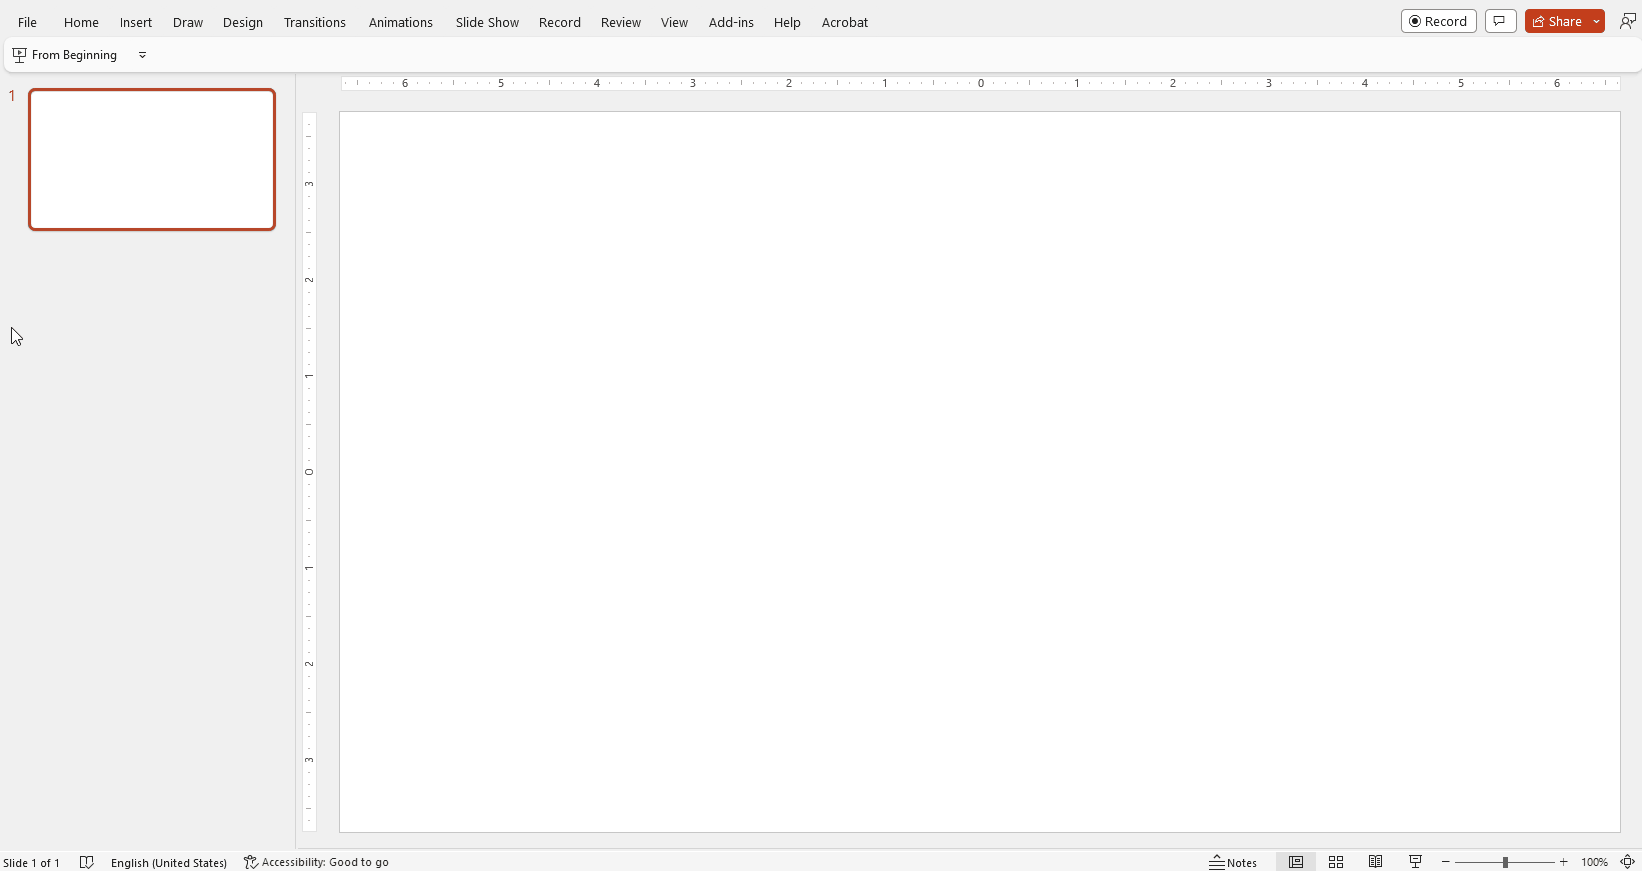 File Home Insert Draw Design Transitions Animations Slide Show Record Review View Add-ins Help Acrobat Record Share
From Beginning
6 5 4 3 2 1 0 1 2 3 4 5 6
1
3
2
1
0
1
2
3
Slide 1 of 1 English (United States) Accessibility: Good to go Notes 100%